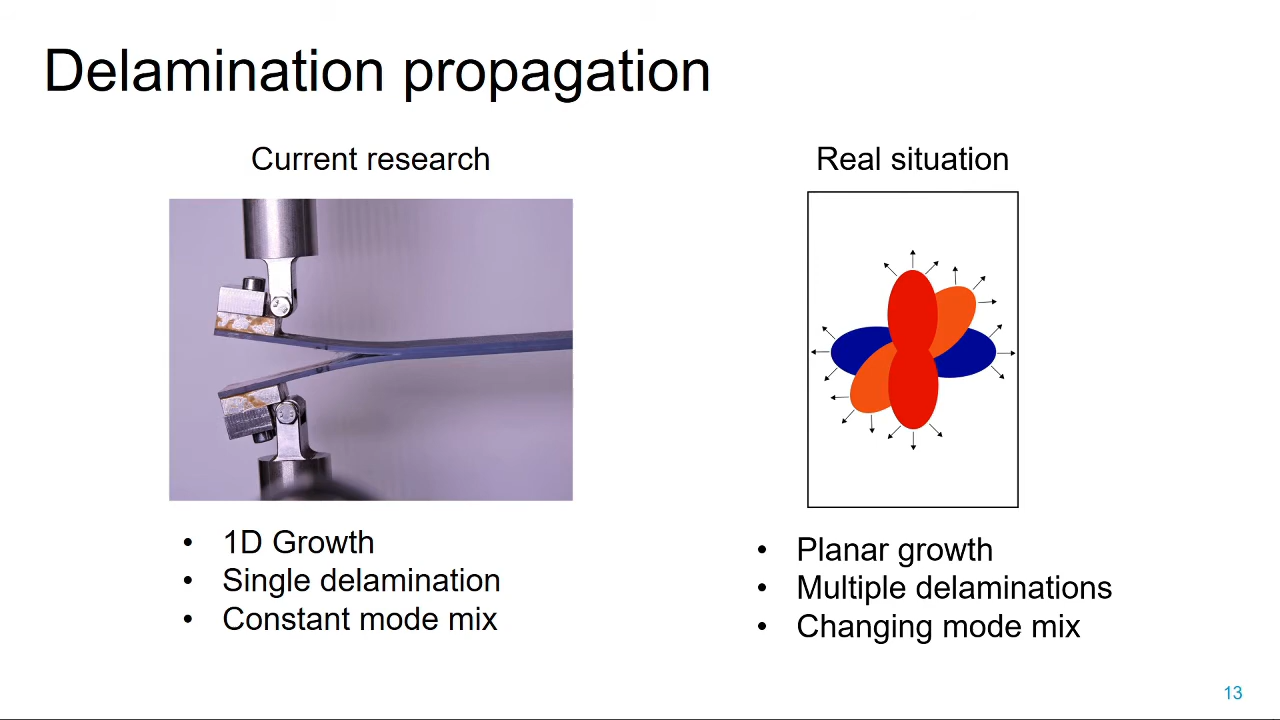 Delamination propagation
Current research
Real situation
• 1D Growth
• Single delamination
• Constant mode mix
• Planar growth
• Multiple delaminations
• Changing mode mix
13